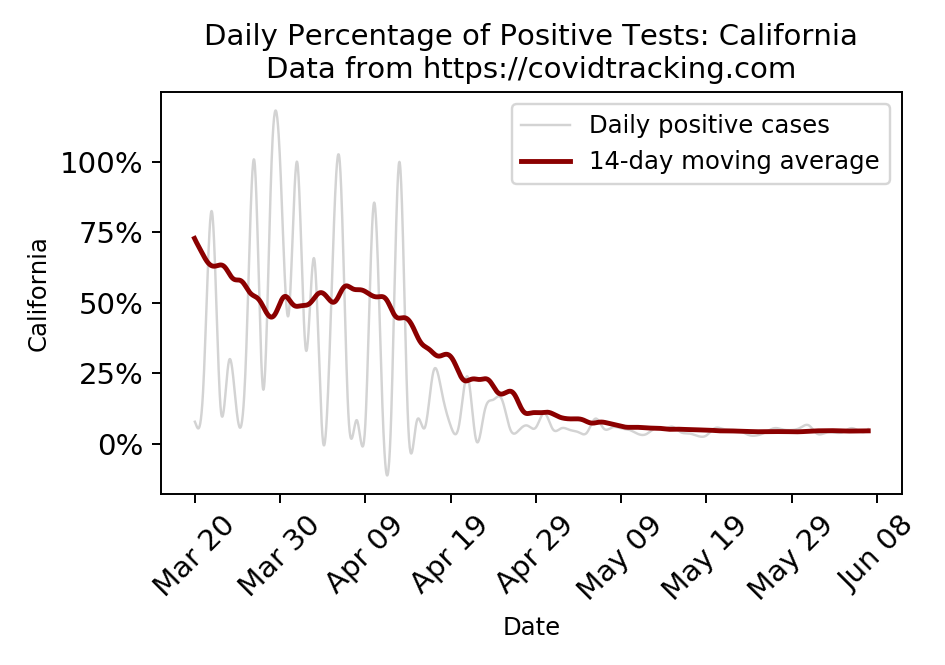 Daily Percentage of Positive Tests: California
Data from https://covidtracking.com
Daily positive cases
14-day moving average
100%
75%
50%
25%
0%
California
Mar 20
Mar 30
Apr 09
Apr 19
Apr 29
May 09
May 19
May 29
Jun 08
Date